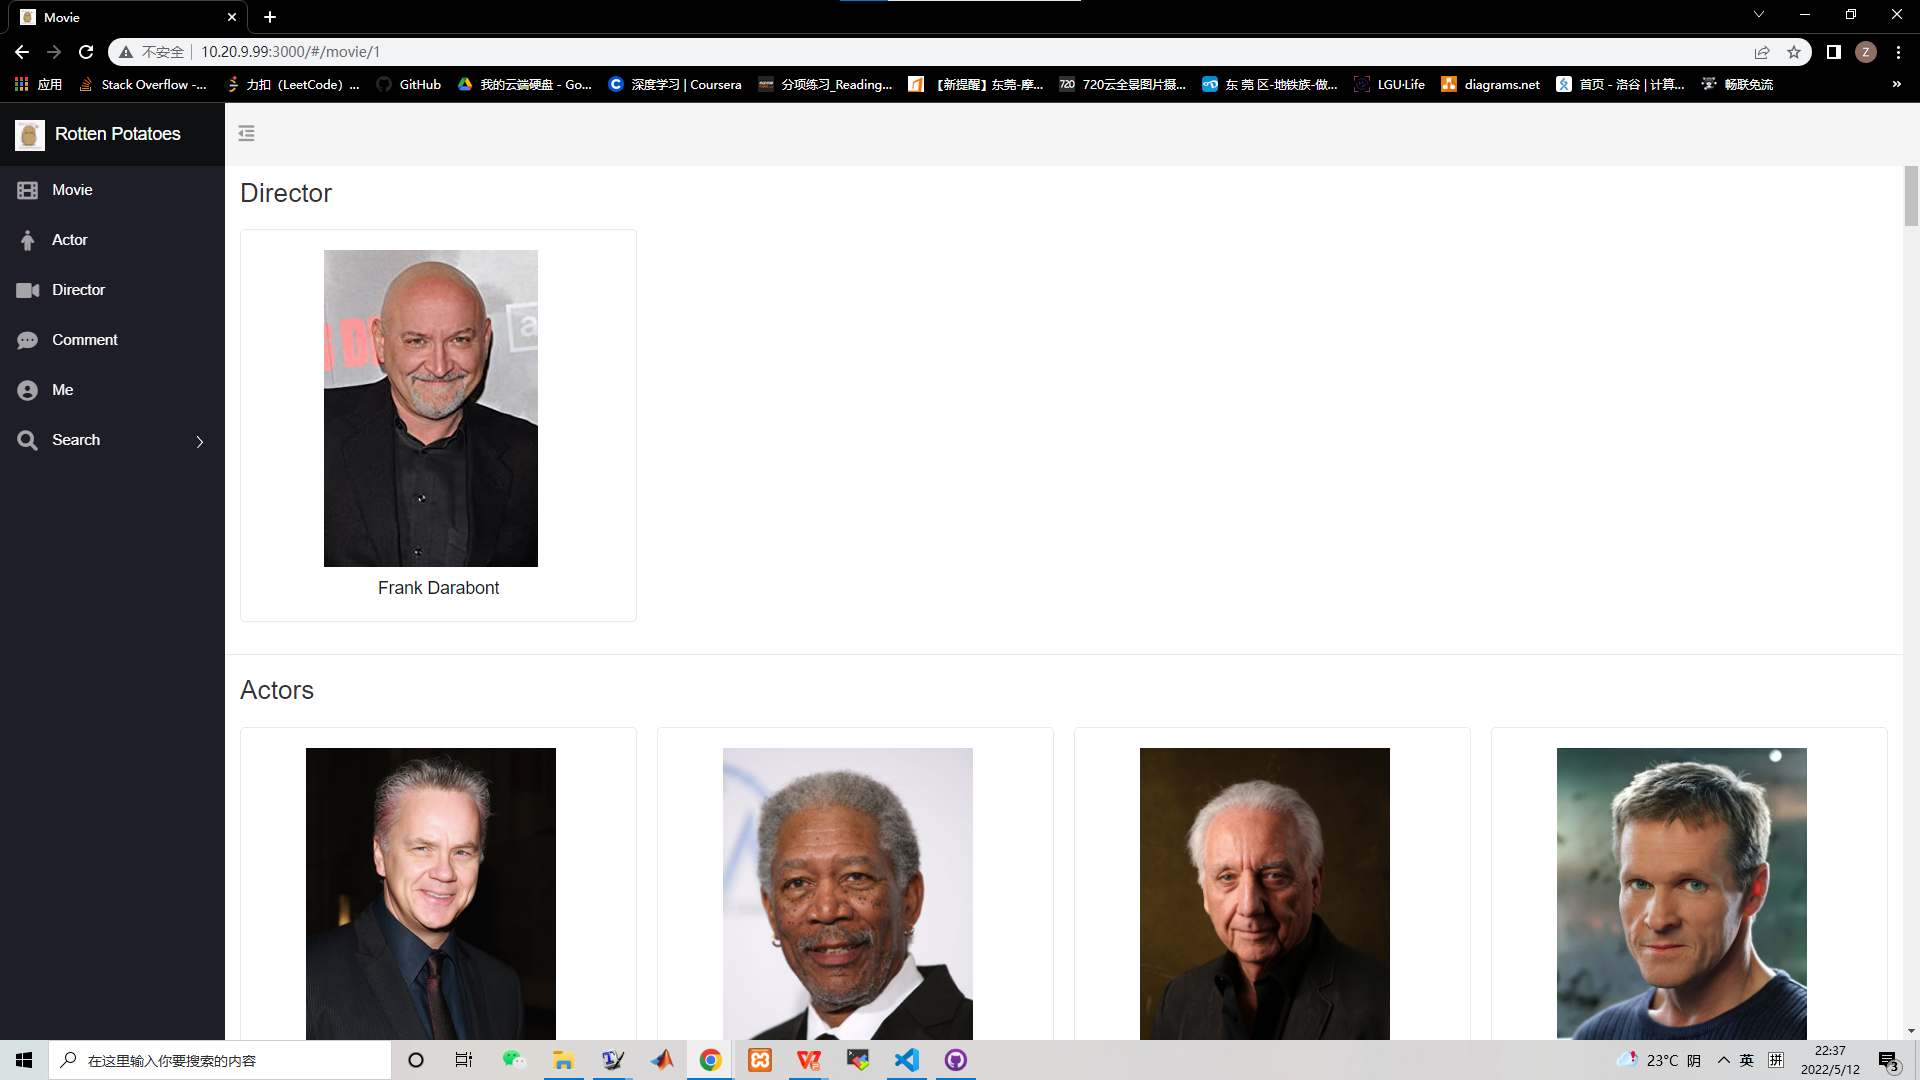 Movie
不安全 10.20.9.99:3000/#/movie/1
Z
应用 Stack Overflow -... 力扣（LeetCode）... GitHub 我的云端硬盘 - Go... 深度学习 | Coursera 分项练习_Reading... 【新提醒】东莞-摩... 720云全景图片摄... 东 莞 区-地铁族-做... LGU·Life diagrams.net 首页 - 洛谷 | 计算... 畅联免流 »
Rotten Potatoes
Movie
Actor
Director
Comment
Me
Search
Director
Frank Darabont
Actors
在这里输入你要搜索的内容
23°C 阴
英
拼
22:37
2022/5/12
3